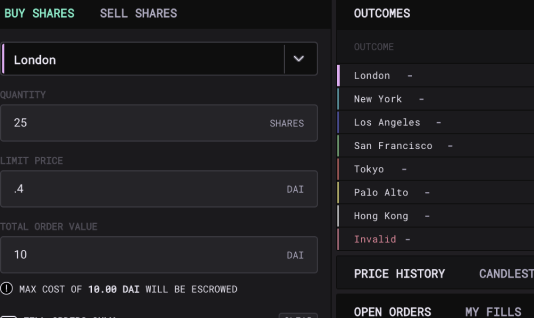 BUY SHARES
SELL SHARES
London
QUANTITY
25 SHARES
LIMIT PRICE
.4 DAI
TOTAL ORDER VALUE
10 DAI
MAX COST OF 10.00 DAI WILL BE ESCROWED
OUTCOMES
OUTCOME
London -
New York -
Los Angeles -
San Francisco -
Tokyo -
Palo Alto -
Hong Kong -
Invalid -
PRICE HISTORY
CANDLEST
OPEN ORDERS
MY FILLS